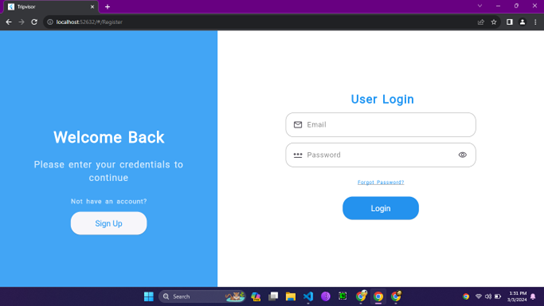 Tripvisor
localhost:52632/#/Register
Welcome Back
Please enter your credentials to
continue
Not have an account?
Sign Up
User Login
Email
Password
Forgot Password?
Login
Search
1:31 PM
3/3/2024